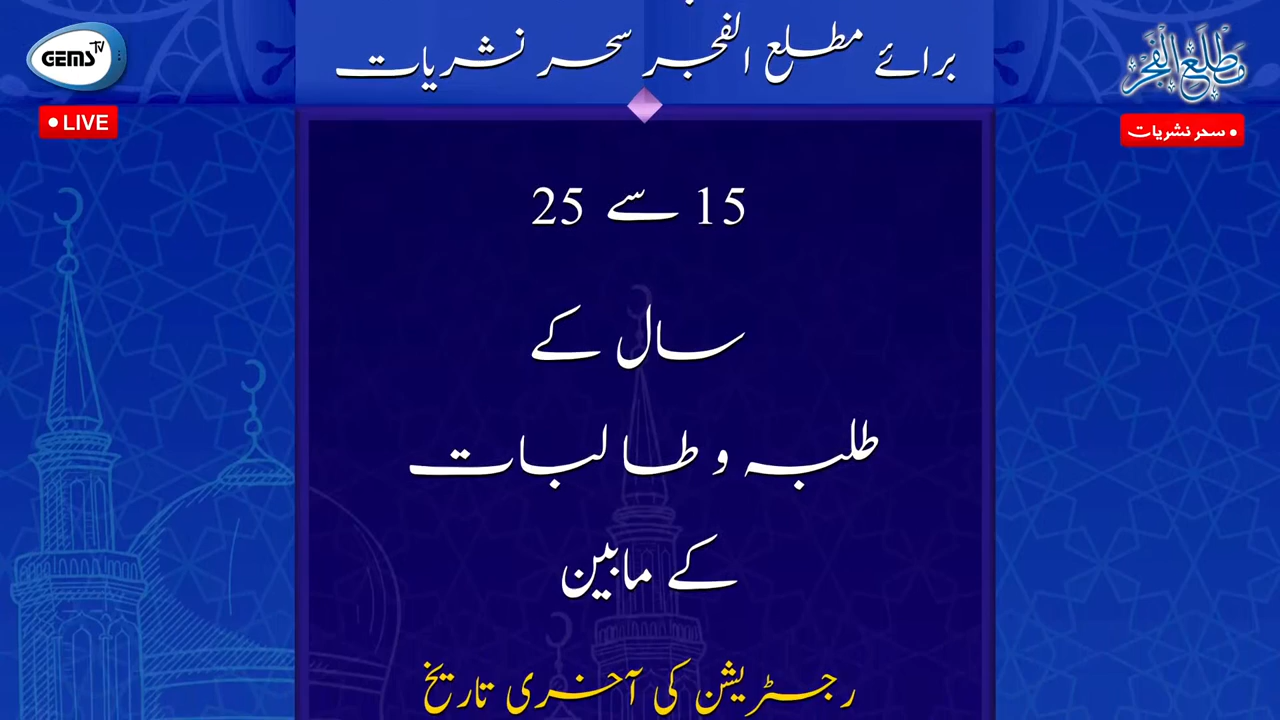 برائے مطلع الفجر سحر نشریات
GEMS TV
مطلع الفجر
● LIVE
● سحر نشریات
15 سے 25
سال کے
طلبہ و طالبات
کے مابین
رجسٹریشن کی آخری تاریخ